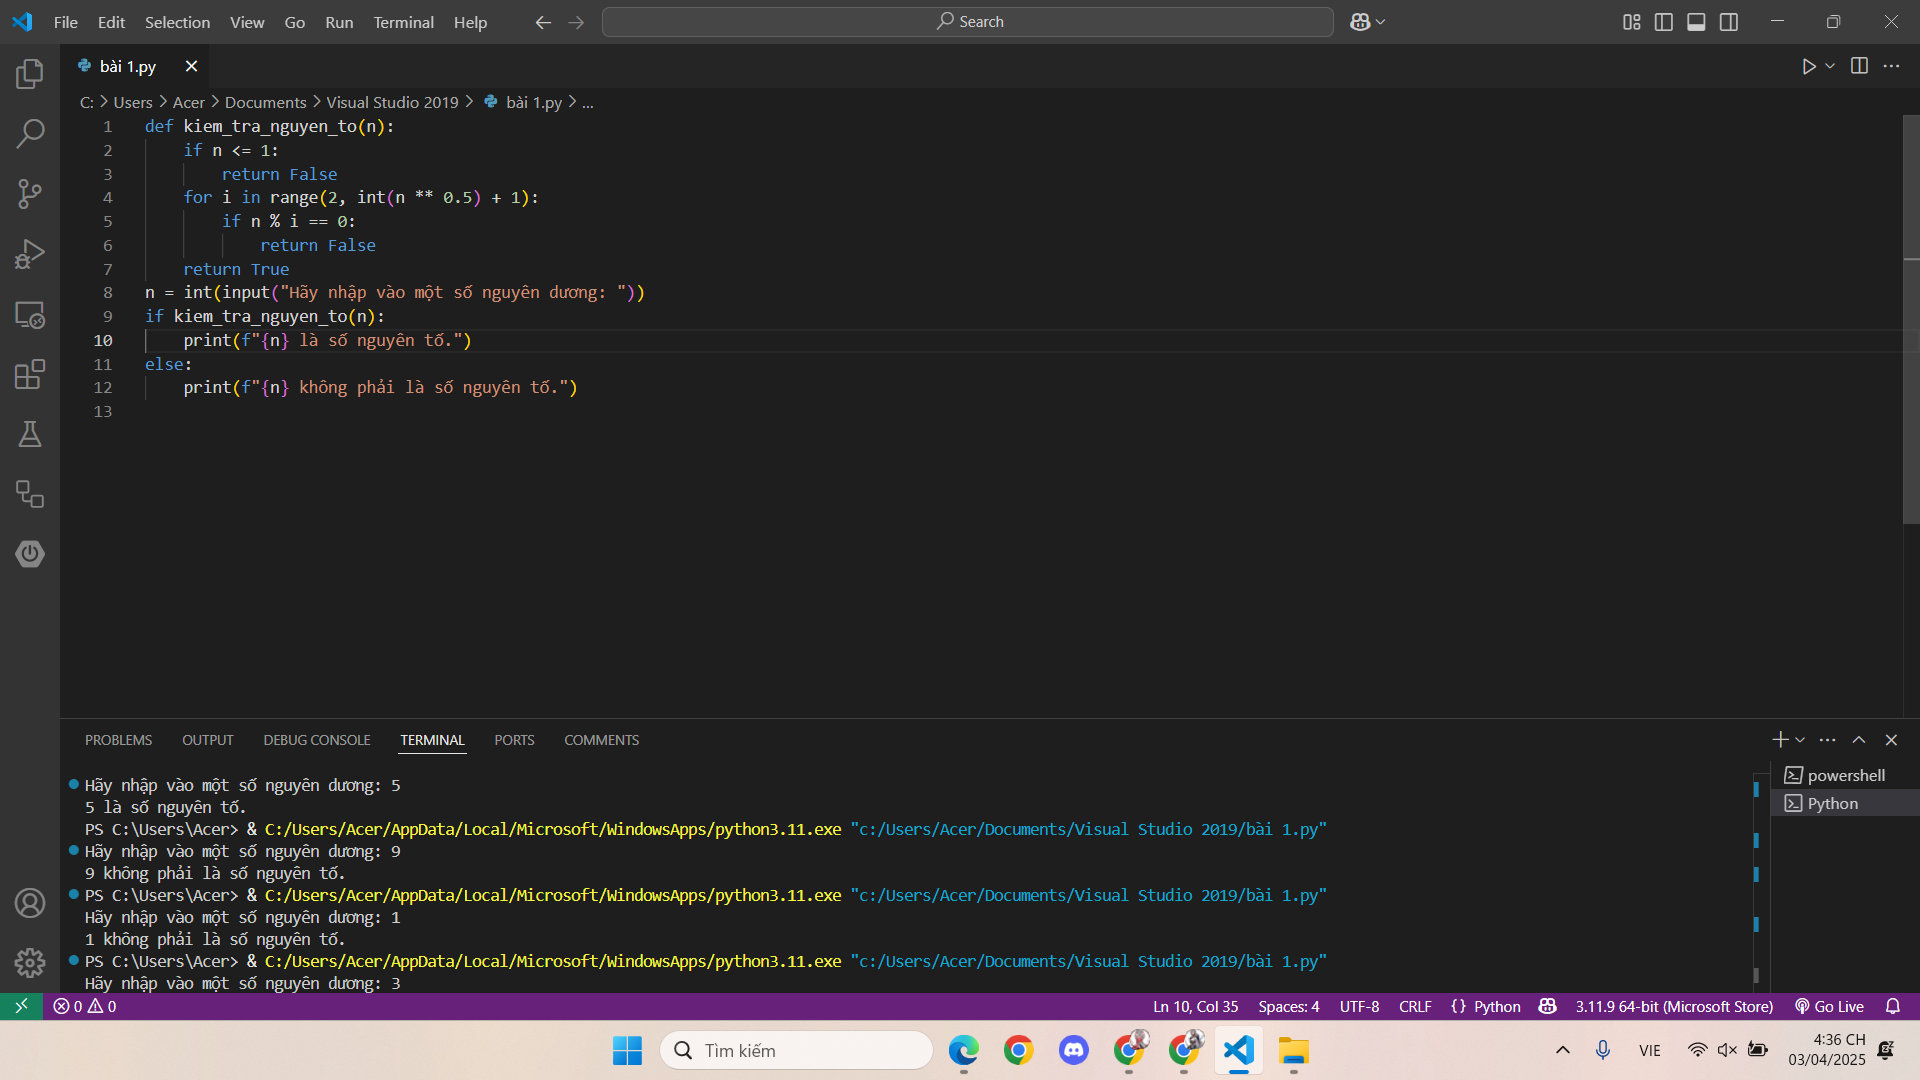 File Edit Selection View Go Run Terminal Help Search
bài 1.py
C: > Users > Acer > Documents > Visual Studio 2019 > bài 1.py > ...
1 def kiem_tra_nguyen_to(n):
2 if n <= 1:
3 return False
4 for i in range(2, int(n ** 0.5) + 1):
5 if n % i == 0:
6 return False
7 return True
8 n = int(input("Hãy nhập vào một số nguyên dương: "))
9 if kiem_tra_nguyen_to(n):
10 print(f"{n} là số nguyên tố.")
11 else:
12 print(f"{n} không phải là số nguyên tố.")
13
PROBLEMS OUTPUT DEBUG CONSOLE TERMINAL PORTS COMMENTS
Hãy nhập vào một số nguyên dương: 5
5 là số nguyên tố.
PS C:\Users\Acer> & C:/Users/Acer/AppData/Local/Microsoft/WindowsApps/python3.11.exe "c:/Users/Acer/Documents/Visual Studio 2019/bài 1.py"
Hãy nhập vào một số nguyên dương: 9
9 không phải là số nguyên tố.
PS C:\Users\Acer> & C:/Users/Acer/AppData/Local/Microsoft/WindowsApps/python3.11.exe "c:/Users/Acer/Documents/Visual Studio 2019/bài 1.py"
Hãy nhập vào một số nguyên dương: 1
1 không phải là số nguyên tố.
PS C:\Users\Acer> & C:/Users/Acer/AppData/Local/Microsoft/WindowsApps/python3.11.exe "c:/Users/Acer/Documents/Visual Studio 2019/bài 1.py"
Hãy nhập vào một số nguyên dương: 3
powershell
Python
0 0 Ln 10, Col 35 Spaces: 4 UTF-8 CRLF {} Python 3.11.9 64-bit (Microsoft Store) Go Live
Tìm kiếm VIE 4:36 CH
03/04/2025